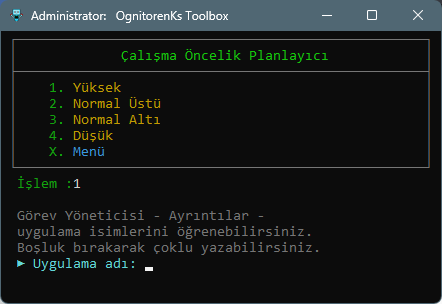 Administrator: OgnitorenKs Toolbox
Çalışma Öncelik Planlayıcı
1. Yüksek
2. Normal Üstü
3. Normal Altı
4. Düşük
X. Menü
İşlem :1
Görev Yöneticisi - Ayrıntılar -
uygulama isimlerini öğrenebilirsiniz.
Boşluk bırakarak çoklu yazabilirsiniz.
► Uygulama adı: